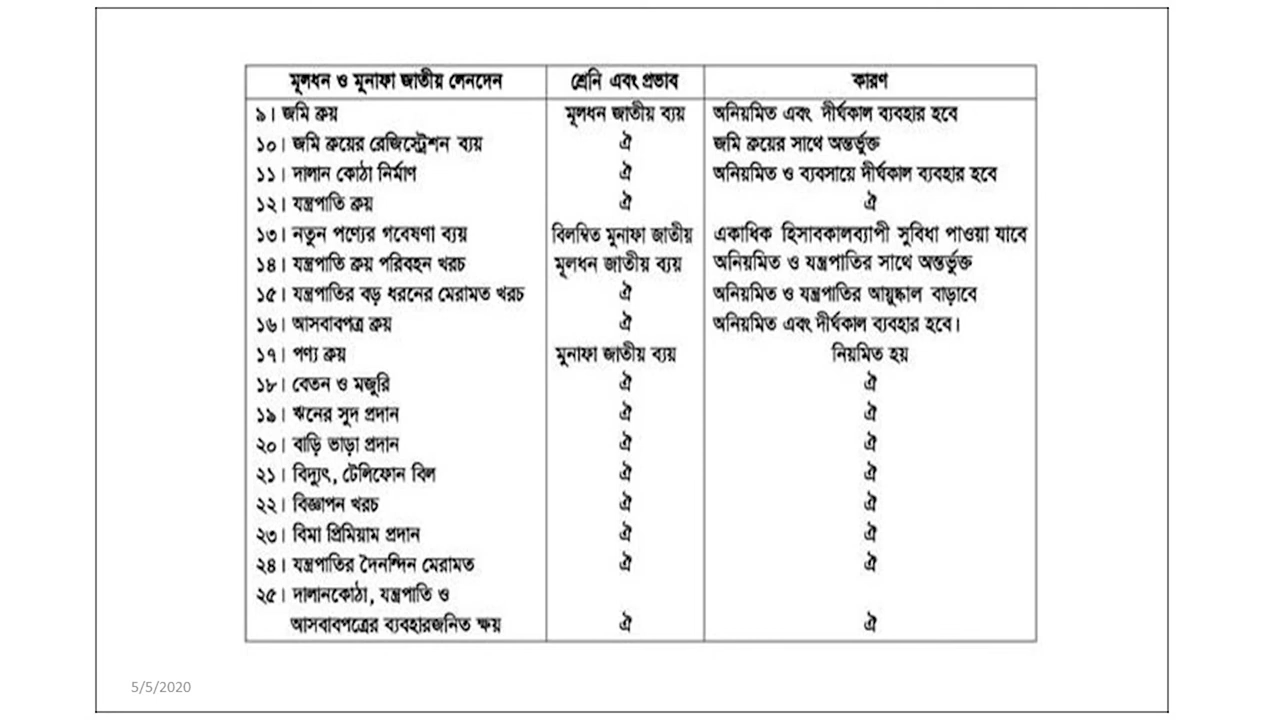 মূলধন ও মুনাফা জাতীয় লেনদেন শ্রেনি এবং প্রভাব কারণ
৯। জমি ক্রয় মূলধন জাতীয় ব্যয় অনিয়মিত এবং দীর্ঘকাল ব্যবহার হবে
১০। জমি ক্রয়ের রেজিস্ট্রেশন ব্যয় ঐ জমি ক্রয়ের সাথে অন্তর্ভুক্ত
১১। দালান কোঠা নির্মাণ ঐ অনিয়মিত ও ব্যবসায়ে দীর্ঘকাল ব্যবহার হবে
১২। যন্ত্রপাতি ক্রয় ঐ ঐ
১৩। নতুন পণ্যের গবেষণা ব্যয় বিলম্বিত মুনাফা জাতীয় একাধিক হিসাবকালব্যাপী সুবিধা পাওয়া যাবে
১৪। যন্ত্রপাতি ক্রয় পরিবহন খরচ মূলধন জাতীয় ব্যয় অনিয়মিত ও যন্ত্রপাতির সাথে অন্তর্ভুক্ত
১৫। যন্ত্রপাতির বড় ধরনের মেরামত খরচ ঐ অনিয়মিত ও যন্ত্রপাতির আয়ুষ্কাল বাড়াবে
১৬। আসবাবপত্র ক্রয় ঐ অনিয়মিত এবং দীর্ঘকাল ব্যবহার হবে।
১৭। পণ্য ক্রয় মুনাফা জাতীয় ব্যয় নিয়মিত হয়
১৮। বেতন ও মজুরি ঐ ঐ
১৯। ঋনের সুদ প্রদান ঐ ঐ
২০। বাড়ি ভাড়া প্রদান ঐ ঐ
২১। বিদ্যুৎ, টেলিফোন বিল ঐ ঐ
২২। বিজ্ঞাপন খরচ ঐ ঐ
২৩। বিমা প্রিমিয়াম প্রদান ঐ ঐ
২৪। যন্ত্রপাতির দৈনন্দিন মেরামত ঐ ঐ
২৫। দালানকোঠা, যন্ত্রপাতি ও
আসবাবপত্রের ব্যবহারজনিত ক্ষয় ঐ ঐ
5/5/2020